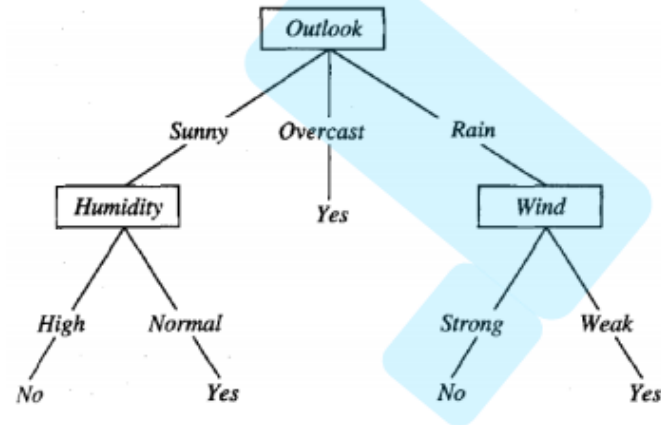 Outlook
Sunny Overcast Rain
Humidity Yes Wind
High Normal Strong Weak
No Yes No Yes